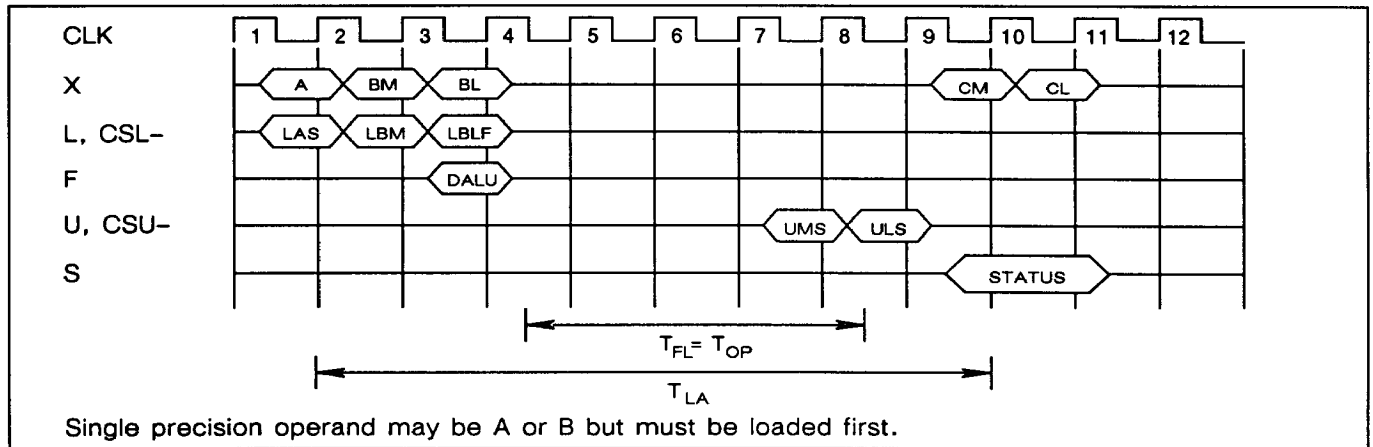 CLK 1 2 3 4 5 6 7 8 9 10 11 12
X A BM BL CM CL
L, CSL- LAS LBM LBLF
F DALU
U, CSU- UMS ULS
S STATUS
T_FL = T_OP
T_LA
Single precision operand may be A or B but must be loaded first.